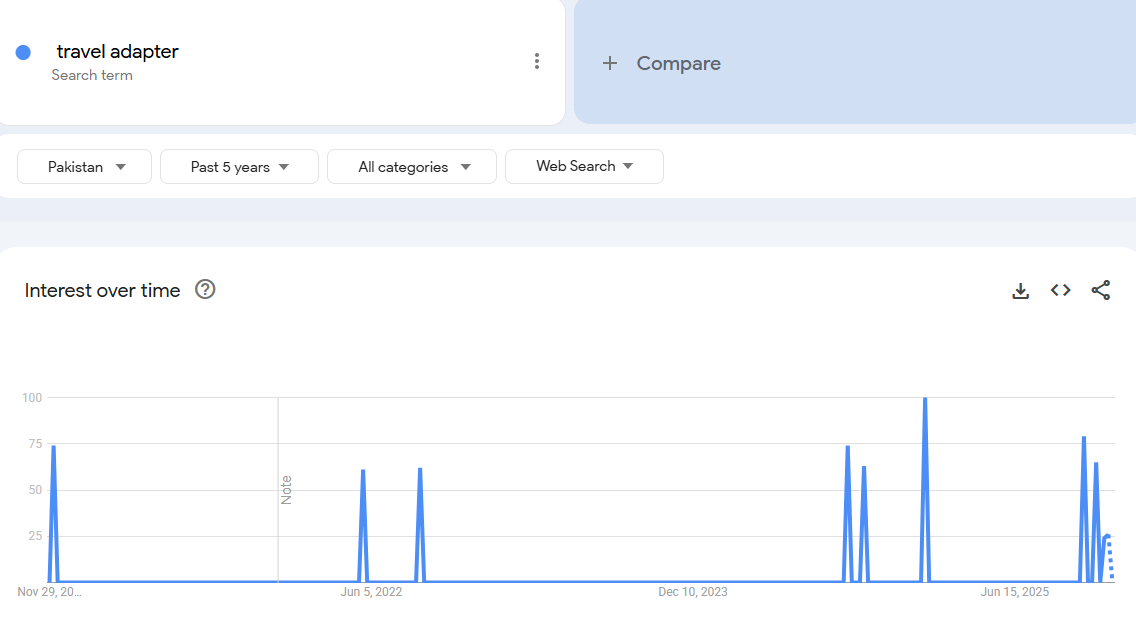 travel adapter
Search term
+ Compare
Pakistan
Past 5 years
All categories
Web Search
Interest over time
100
75
50
25
Note
Nov 29, 20...
Jun 5, 2022
Dec 10, 2023
Jun 15, 2025